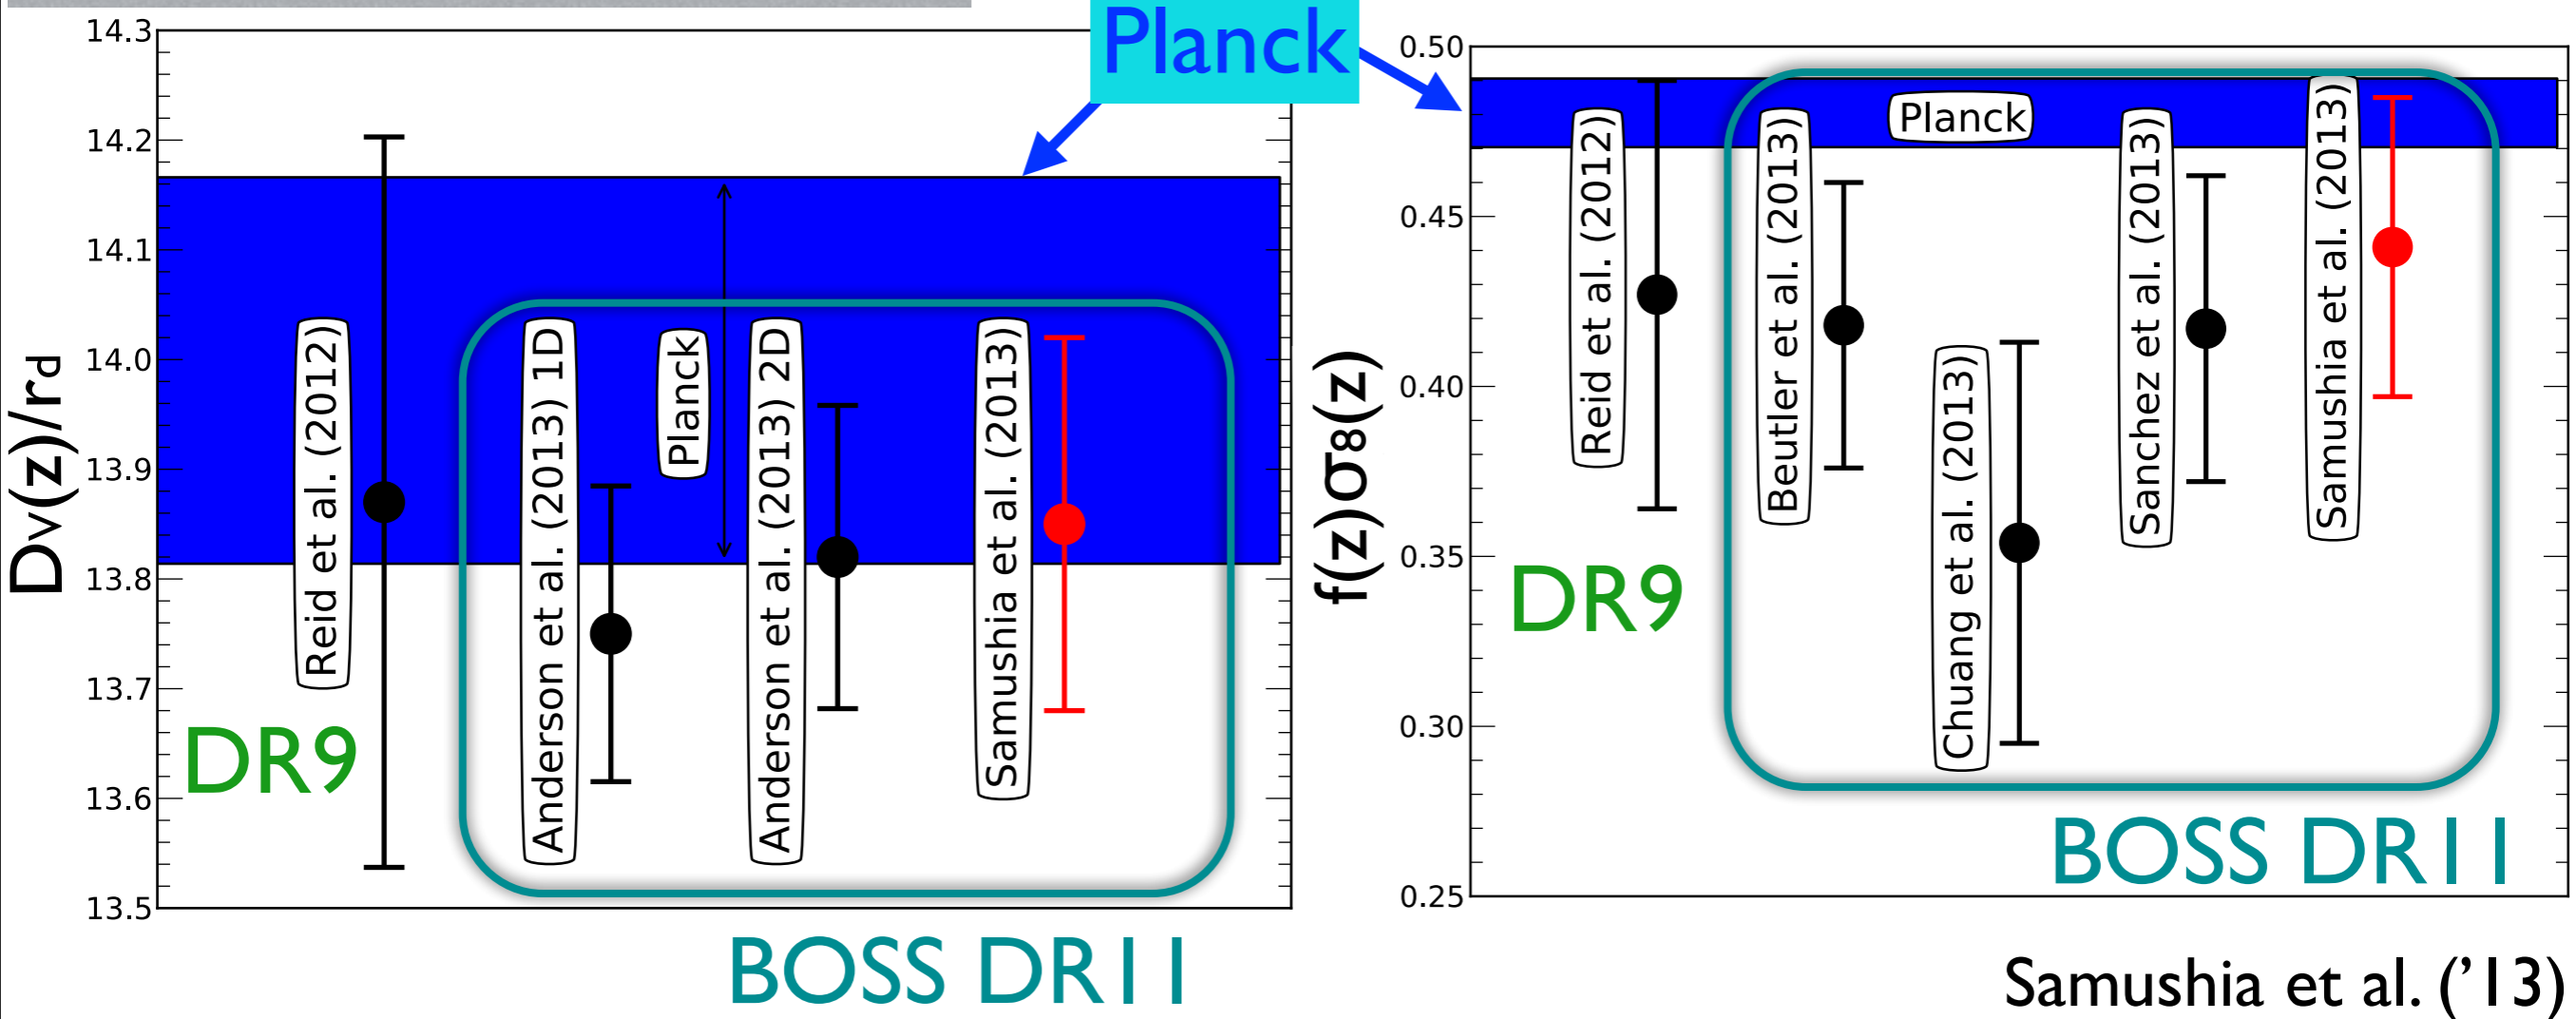 Planck
14.3
14.2
14.1
14.0
13.9
13.8
13.7
13.6
13.5
Dv(z)/rd
Reid et al. (2012)
Anderson et al. (2013) 1D
Planck
Anderson et al. (2013) 2D
Samushia et al. (2013)
DR9
BOSS DR11
0.50
0.45
0.40
0.35
0.30
0.25
f(z)σ8(z)
Reid et al. (2012)
Beutler et al. (2013)
Planck
Chuang et al. (2013)
Sanchez et al. (2013)
Samushia et al. (2013)
DR9
BOSS DR11
Samushia et al. (’13)